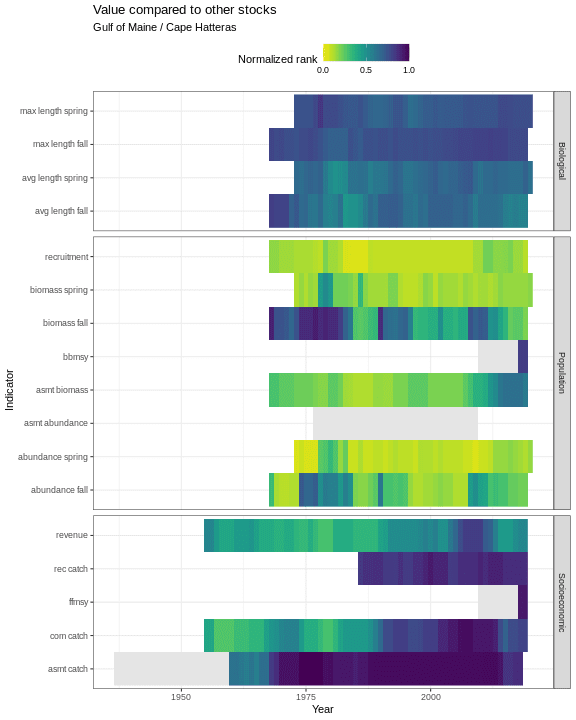 Value compared to other stocks
Gulf of Maine / Cape Hatteras
Normalized rank
0.0 0.5 1.0
max length spring
max length fall
avg length spring
avg length fall
Biological
recruitment
biomass spring
biomass fall
bbmsy
asmt biomass
asmt abundance
abundance spring
abundance fall
Population
revenue
rec catch
ffmsy
com catch
asmt catch
Socioeconomic
Indicator
1950 1975 2000
Year